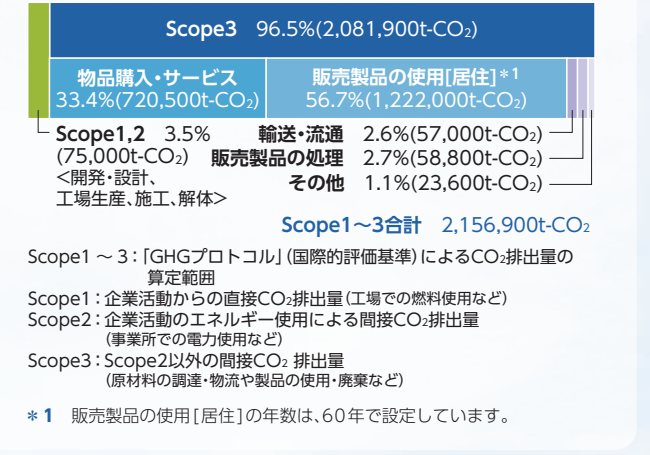 Scope3 96.5%(2,081,900t-CO₂)
物品購入・サービス
33.4%(720,500t-CO₂)
販売製品の使用[居住]＊1
56.7%(1,222,000t-CO₂)
Scope1,2 3.5%
(75,000t-CO₂)
<開発・設計、
工場生産、施工、解体>
輸送・流通 2.6%(57,000t-CO₂)
販売製品の処理 2.7%(58,800t-CO₂)
その他 1.1%(23,600t-CO₂)
Scope1～3合計 2,156,900t-CO₂
Scope1 ～ 3：「GHGプロトコル」（国際的評価基準）によるCO₂排出量の
算定範囲
Scope1：企業活動からの直接CO₂排出量（工場での燃料使用など）
Scope2：企業活動のエネルギー使用による間接CO₂排出量
（事業所での電力使用など）
Scope3：Scope2以外の間接CO₂ 排出量
（原材料の調達・物流や製品の使用・廃棄など）
＊1 販売製品の使用[居住]の年数は、60年で設定しています。